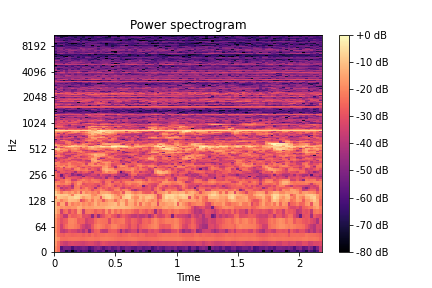 Power spectrogram
8192
4096
2048
1024
512
256
128
64
0
Hz
0
0.5
1
1.5
2
Time
+0 dB
-10 dB
-20 dB
-30 dB
-40 dB
-50 dB
-60 dB
-70 dB
-80 dB